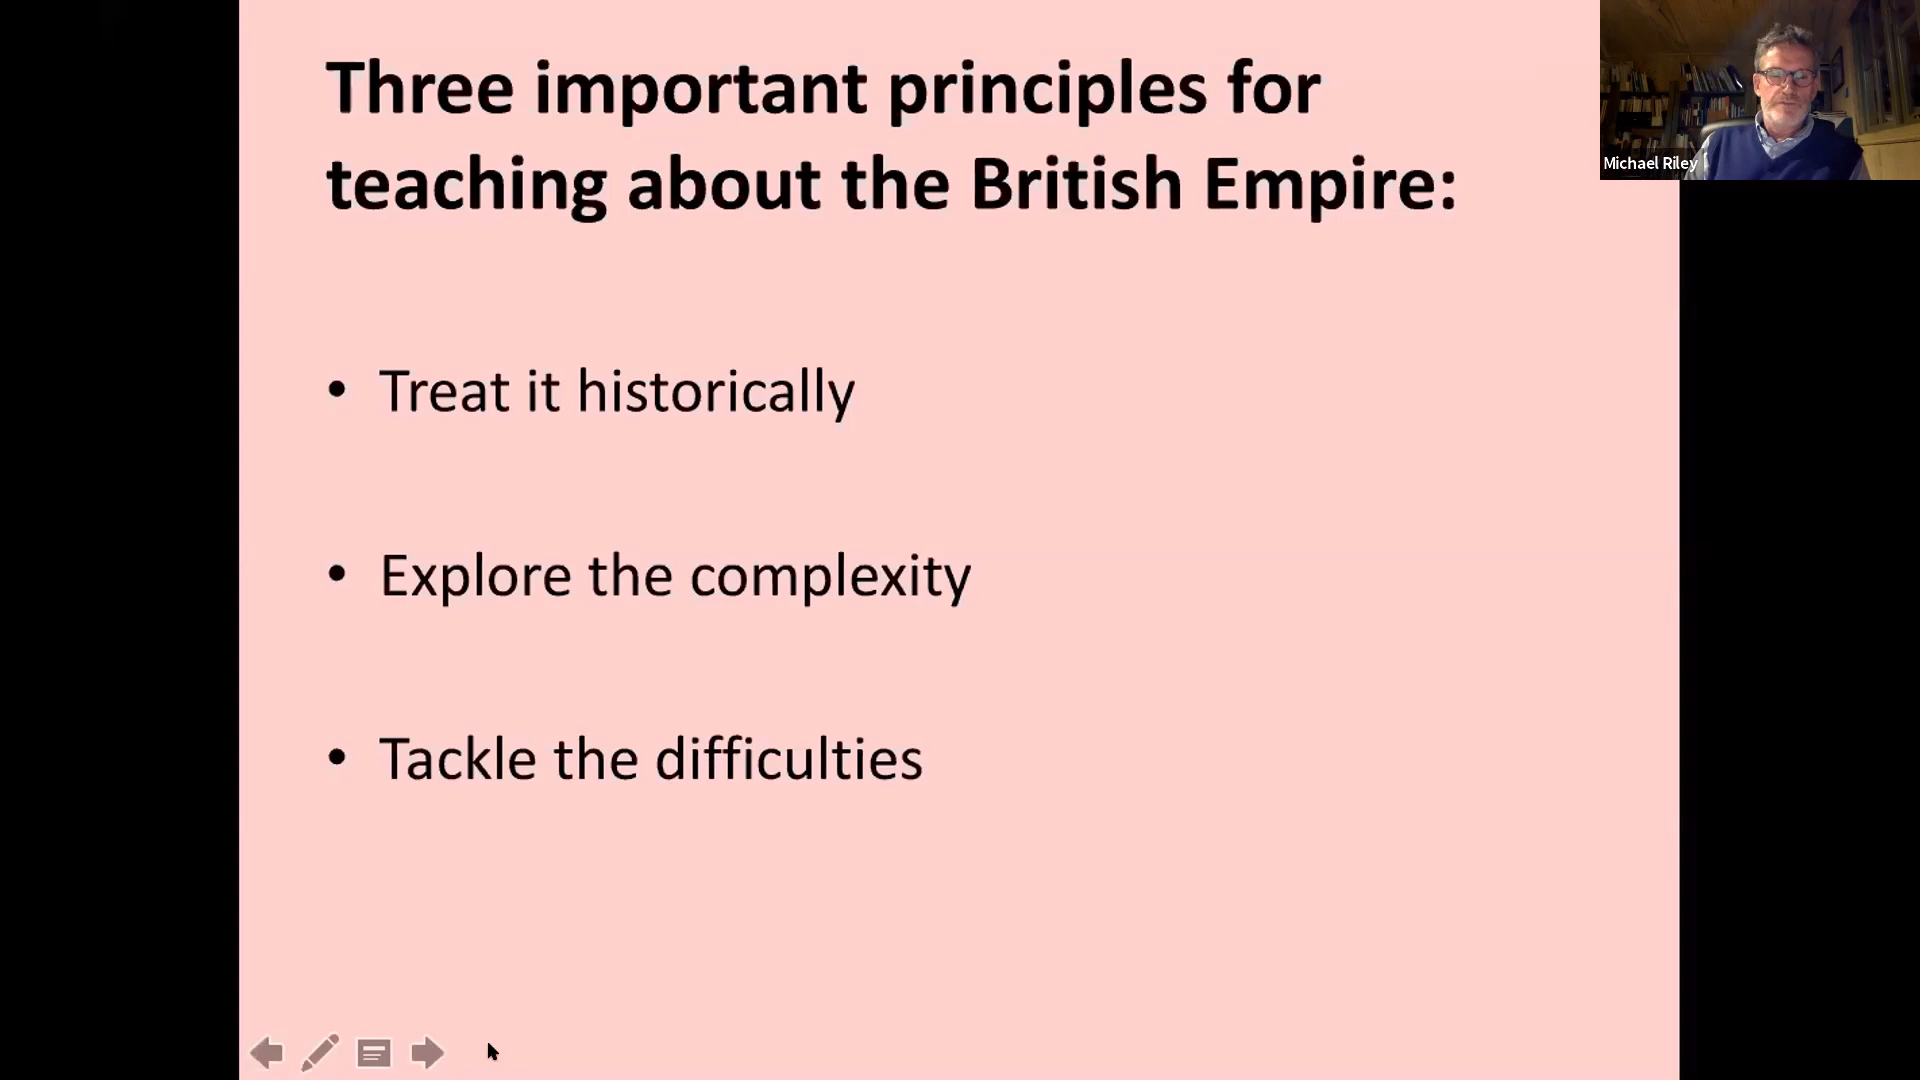 Three important principles for
teaching about the British Empire:
• Treat it historically
• Explore the complexity
• Tackle the difficulties
Michael Riley